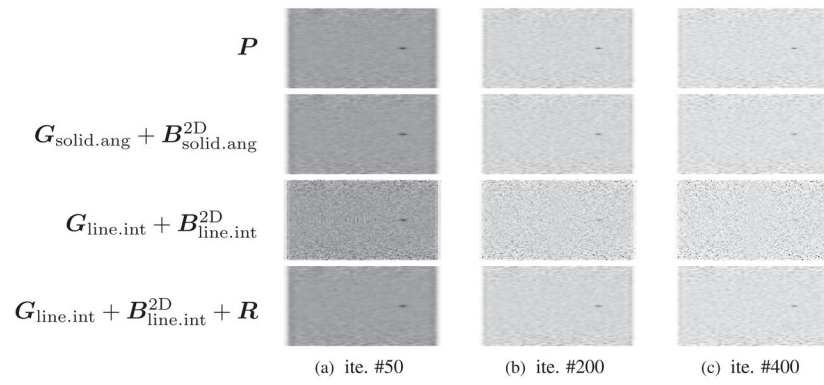 P
G_solid.ang + B^2D_solid.ang
G_line.int + B^2D_line.int
G_line.int + B^2D_line.int + R
(a) ite. #50
(b) ite. #200
(c) ite. #400